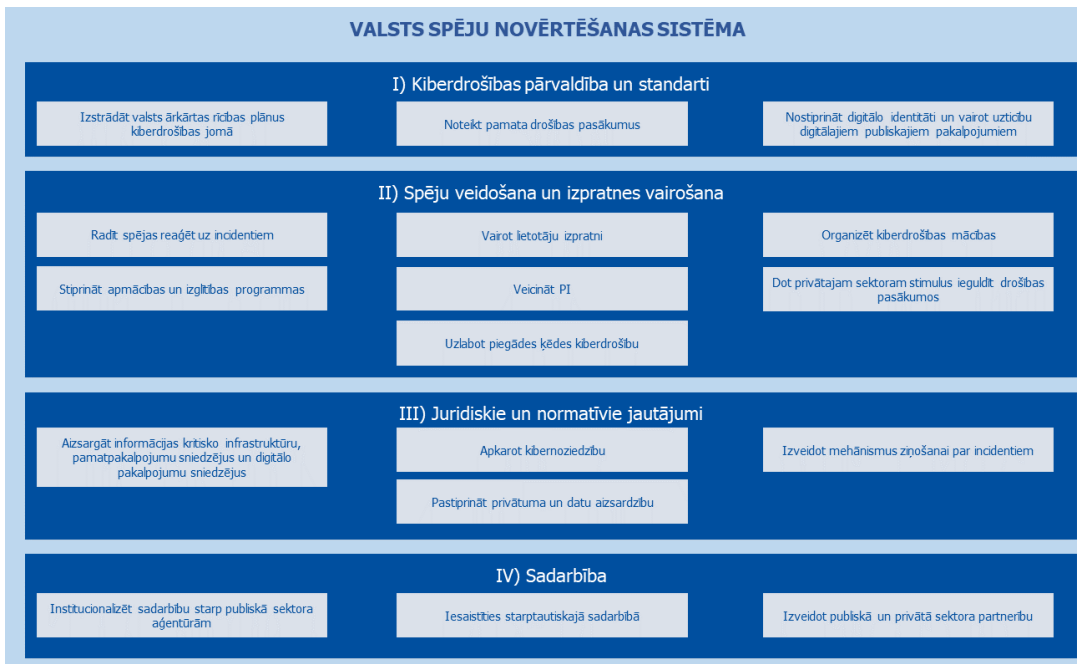 VALSTS SPĒJU NOVĒRTĒŠANAS SISTĒMA
I) Kiberdrošības pārvaldība un standarti
Izstrādāt valsts ārkārtas rīcības plānus
kiberdrošības jomā
Noteikt pamata drošības pasākumus
Nostiprināt digitālo identitāti un vairot uzticību
digitālajiem publiskajiem pakalpojumiem
II) Spēju veidošana un izpratnes vairošana
Radīt spējas reaģēt uz incidentiem
Vairot lietotāju izpratni
Organizēt kiberdrošības mācības
Stiprināt apmācības un izglītības programmas
Veicināt PI
Dot privātajam sektoram stimulus ieguldīt drošības
pasākumos
Uzlabot piegādes ķēdes kiberdrošību
III) Juridiskie un normatīvie jautājumi
Aizsargāt informācijas kritisko infrastruktūru,
pamatpakalpojumu sniedzējus un digitālo
pakalpojumu sniedzējus
Apkarot kibernoziedzību
Izveidot mehānismus ziņošanai par incidentiem
Pastiprināt privātuma un datu aizsardzību
IV) Sadarbība
Institucionalizēt sadarbību starp publiskā sektora
aģentūrām
Iesaistīties starptautiskajā sadarbībā
Izveidot publiskā un privātā sektora partnerību